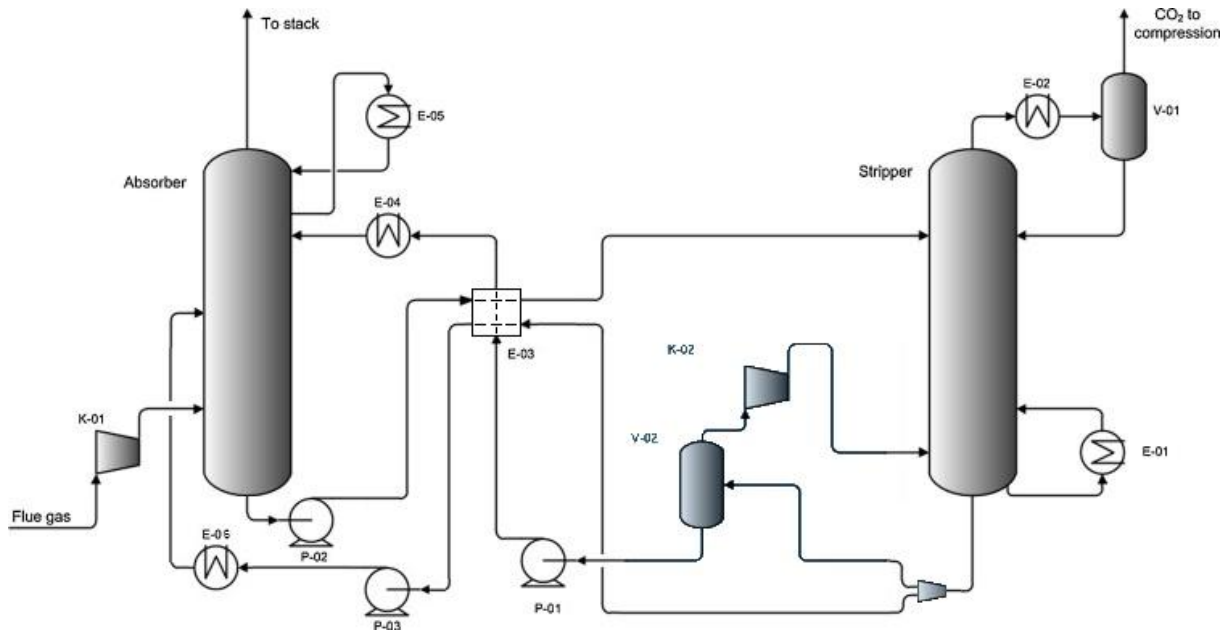 To stack
CO₂ to
compression
E-02
V-01
E-05
Absorber
Stripper
E-04
E-03
K-02
K-01
V-02
E-01
Flue gas
E-06
P-02
P-01
P-03